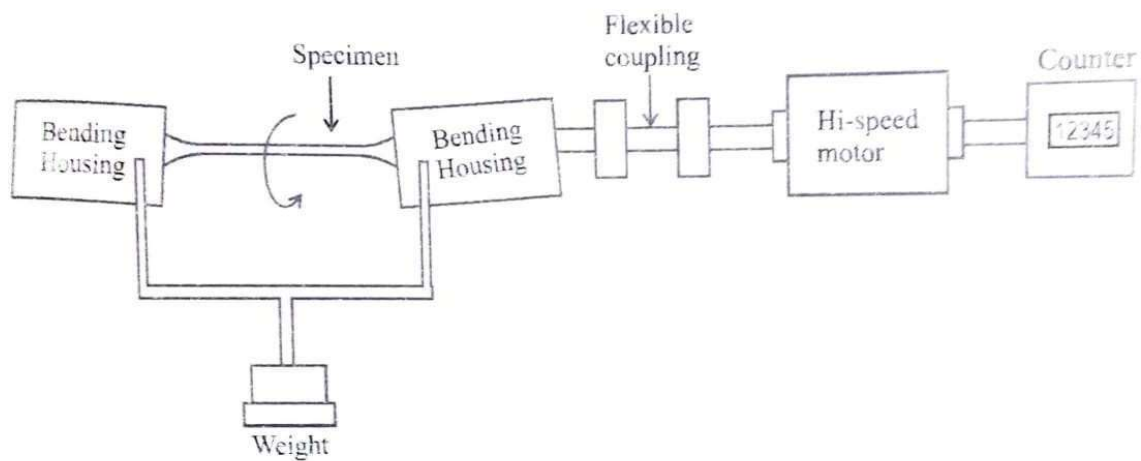 Specimen
Flexible
coupling
Counter
Bending
Housing
Bending
Housing
Hi-speed
motor
12345
Weight